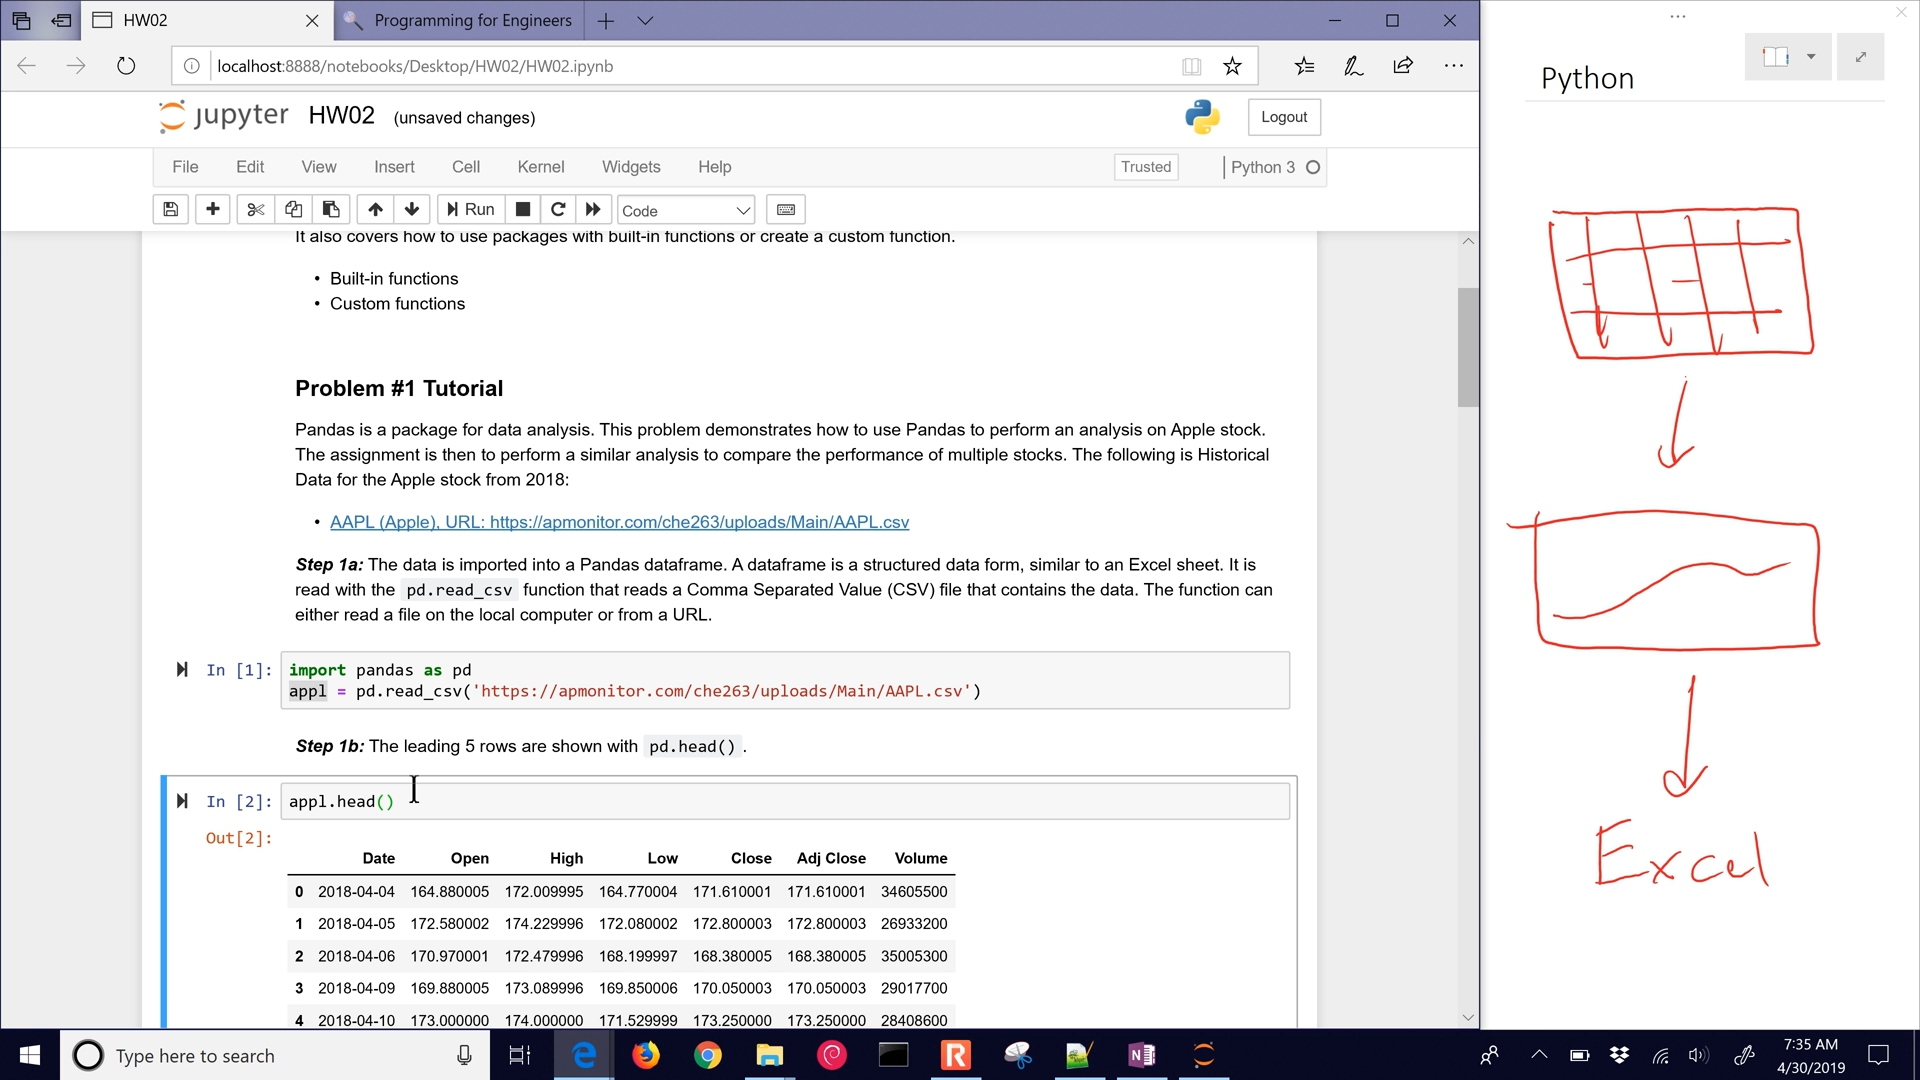 HW02
Programming for Engineers
localhost:8888/notebooks/Desktop/HW02/HW02.ipynb
jupyter HW02 (unsaved changes)
Logout
File Edit View Insert Cell Kernel Widgets Help
Trusted Python 3
Run Code
It also covers how to use packages with built-in functions or create a custom function.
• Built-in functions
• Custom functions
Problem #1 Tutorial
Pandas is a package for data analysis. This problem demonstrates how to use Pandas to perform an analysis on Apple stock.
The assignment is then to perform a similar analysis to compare the performance of multiple stocks. The following is Historical
Data for the Apple stock from 2018:
• AAPL (Apple), URL: https://apmonitor.com/che263/uploads/Main/AAPL.csv
Step 1a: The data is imported into a Pandas dataframe. A dataframe is a structured data form, similar to an Excel sheet. It is
read with the pd.read_csv function that reads a Comma Separated Value (CSV) file that contains the data. The function can
either read a file on the local computer or from a URL.
In [1]: import pandas as pd
appl = pd.read_csv('https://apmonitor.com/che263/uploads/Main/AAPL.csv')
Step 1b: The leading 5 rows are shown with pd.head() .
In [2]: appl.head()
Out[2]:
Date Open High Low Close Adj Close Volume
0 2018-04-04 164.880005 172.009995 164.770004 171.610001 171.610001 34605500
1 2018-04-05 172.580002 174.229996 172.080002 172.800003 172.800003 26933200
2 2018-04-06 170.970001 172.479996 168.199997 168.380005 168.380005 35005300
3 2018-04-09 169.880005 173.089996 169.850006 170.050003 170.050003 29017700
4 2018-04-10 173.000000 174.000000 171.529999 173.250000 173.250000 28408600
Python
Excel
Type here to search
7:35 AM
4/30/2019